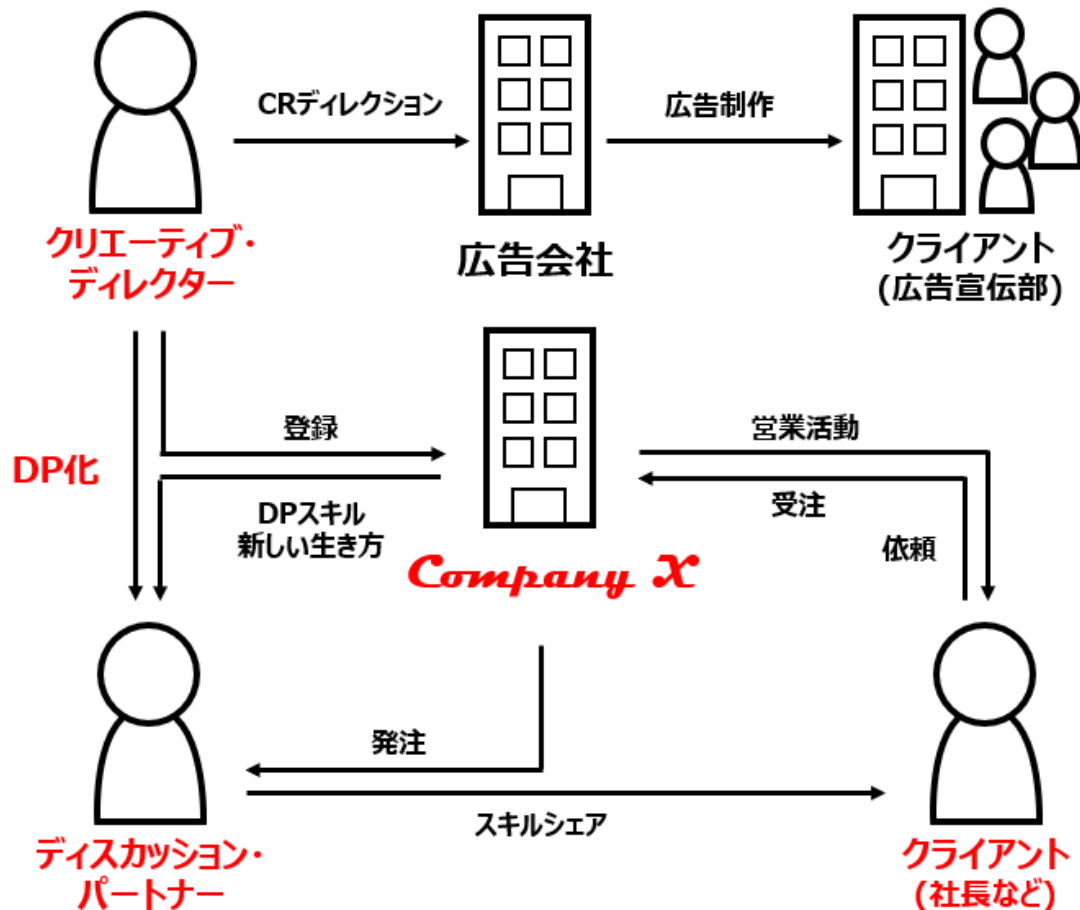 CRディレクション
広告制作
クリエーティブ・
ディレクター
広告会社
クライアント
(広告宣伝部)
登録
営業活動
DP化
DPスキル
新しい生き方
受注
依頼
Company X
発注
スキルシェア
ディスカッション・
パートナー
クライアント
(社長など)